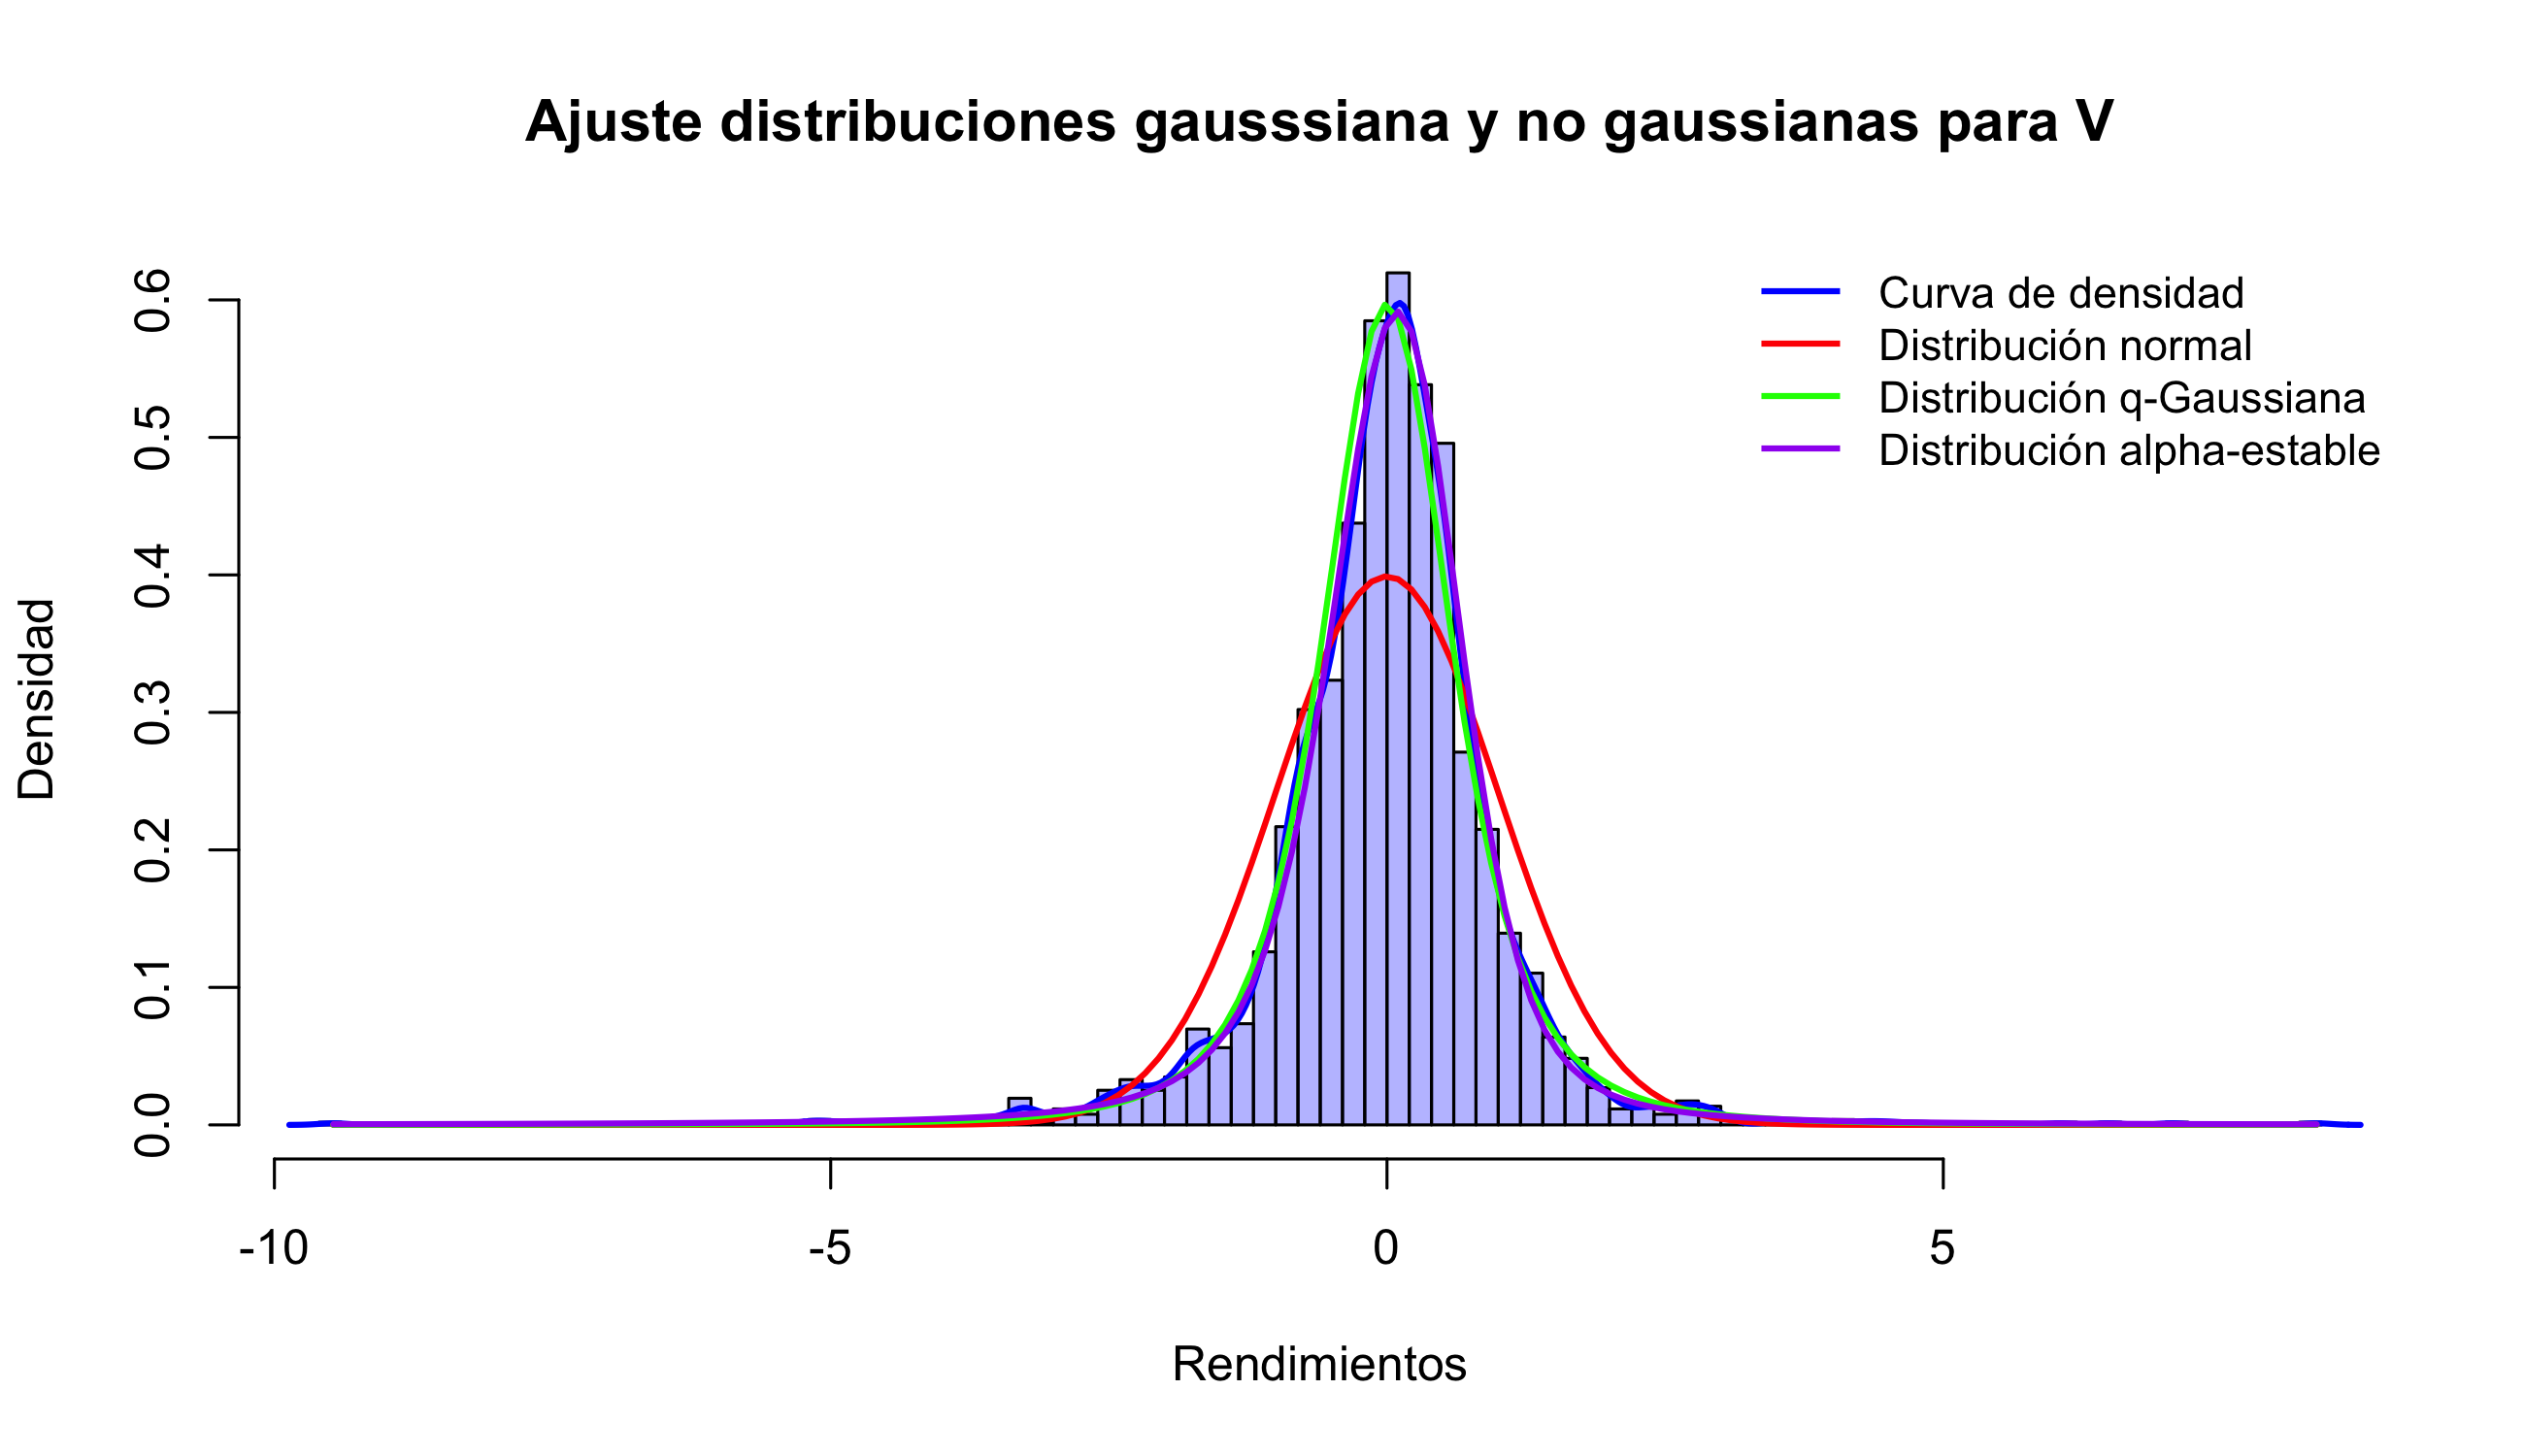 Ajuste distribuciones gausssiana y no gaussianas para V
Curva de densidad
Distribución normal
Distribución q-Gaussiana
Distribución alpha-estable
Densidad
0.6
0.5
0.4
0.3
0.2
0.1
0.0
-10
-5
0
5
Rendimientos